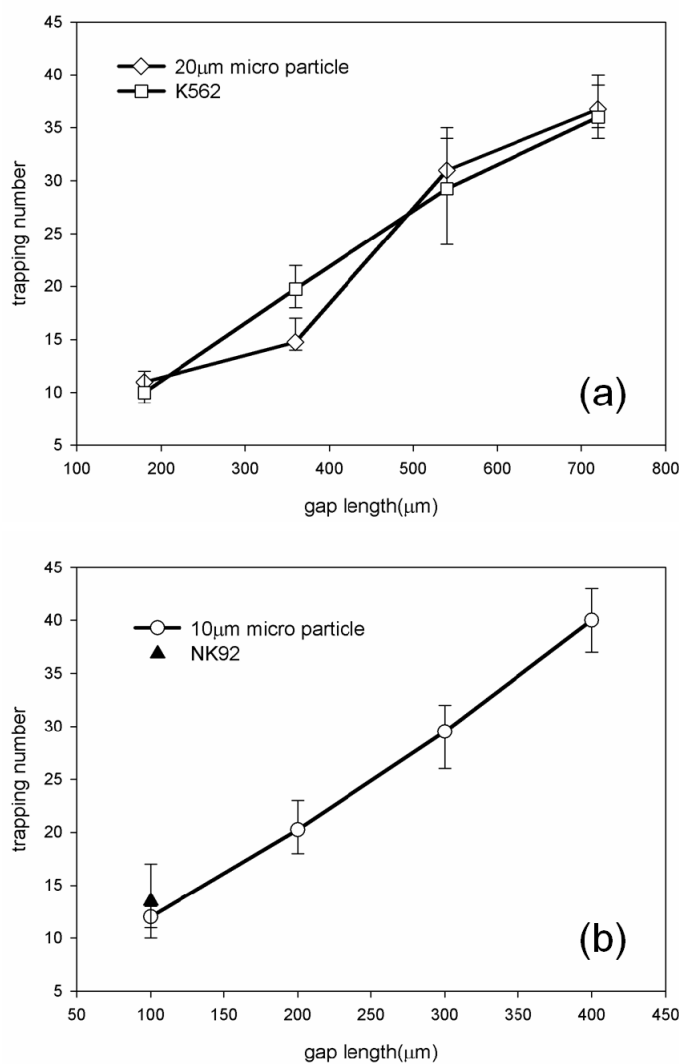 45
40
35
30
25
20
15
10
5
trapping number
20μm micro particle
K562
(a)
100 200 300 400 500 600 700 800
gap length(μm)
45
40
35
30
25
20
15
10
5
trapping number
10μm micro particle
NK92
(b)
50 100 150 200 250 300 350 400 450
gap length(μm)